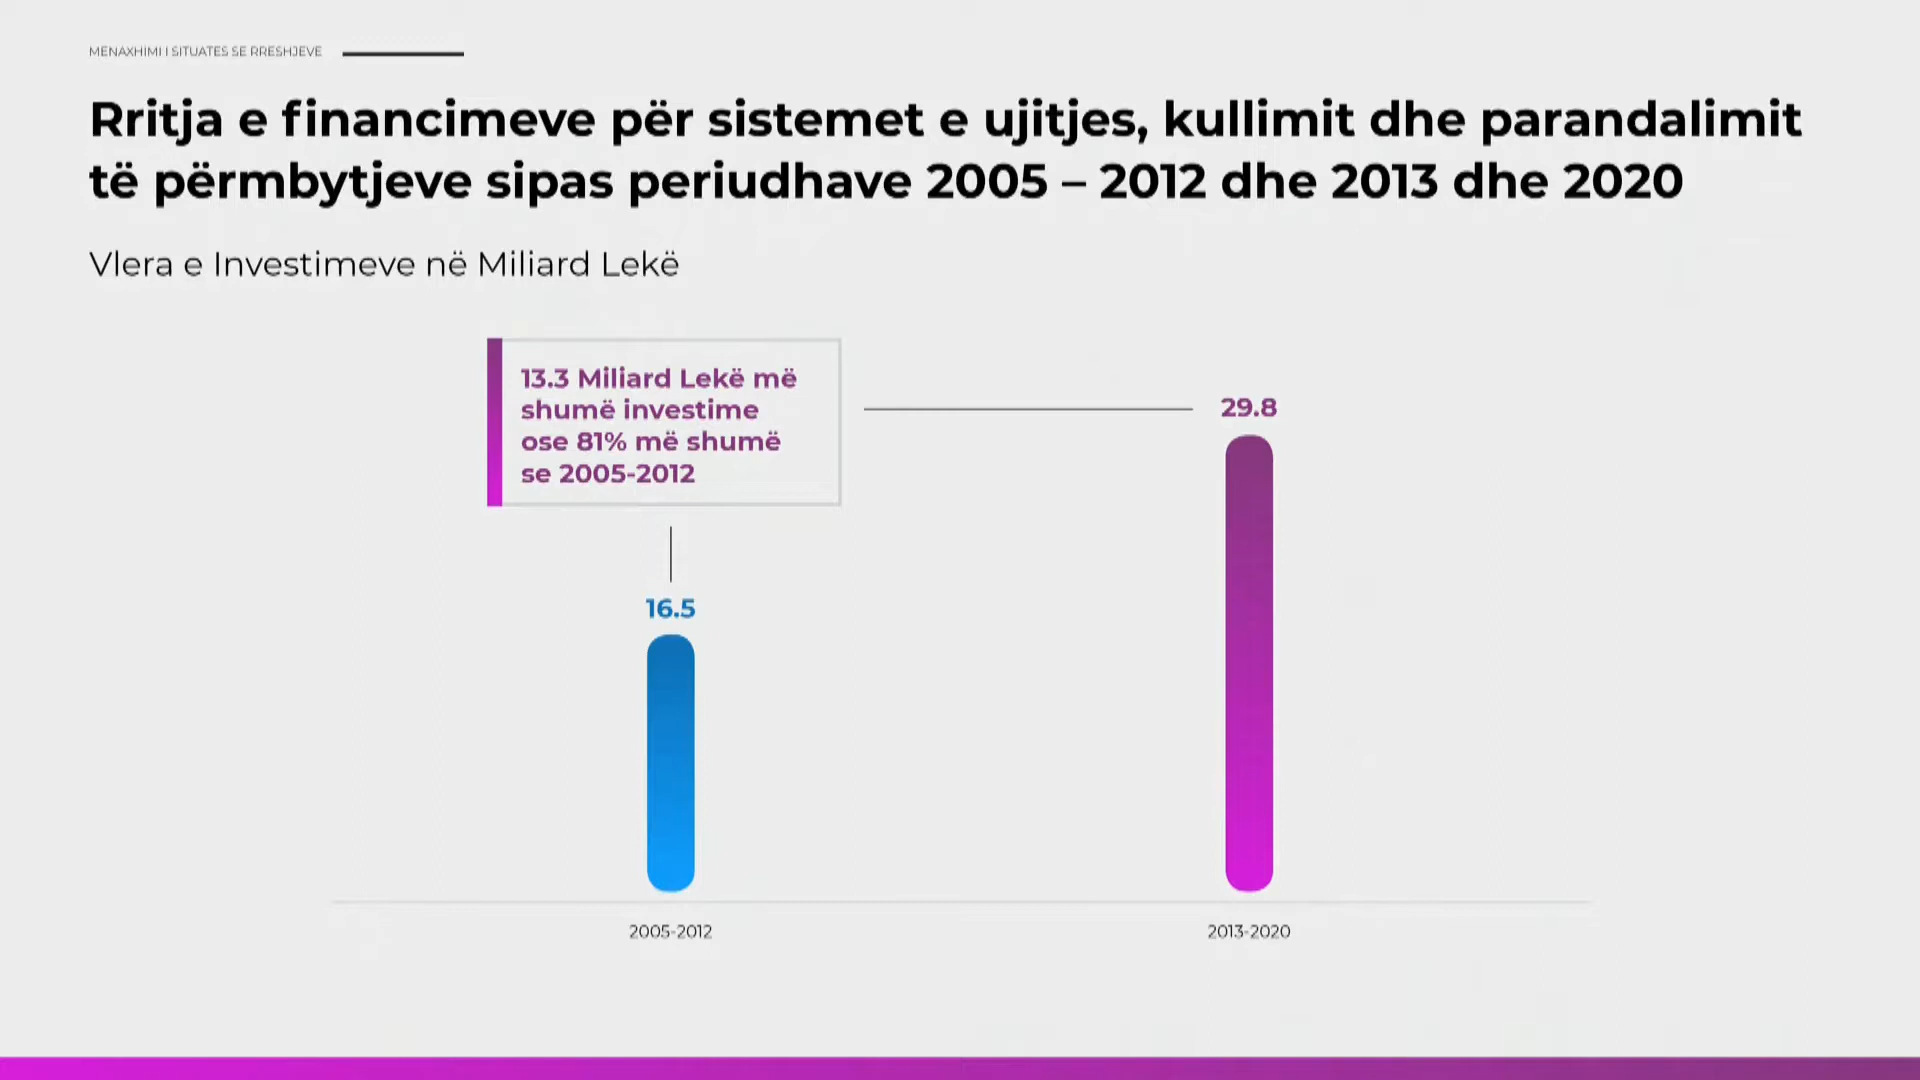 MENAXHIMI I SITUATES SE RRESHJEVE
Rritja e financimeve për sistemet e ujitjes, kullimit dhe parandalimit
të përmbytjeve sipas periudhave 2005 – 2012 dhe 2013 dhe 2020
Vlera e Investimeve në Miliard Lekë
13.3 Miliard Lekë më
shumë investime
ose 81% më shumë
se 2005-2012
29.8
16.5
2005-2012
2013-2020